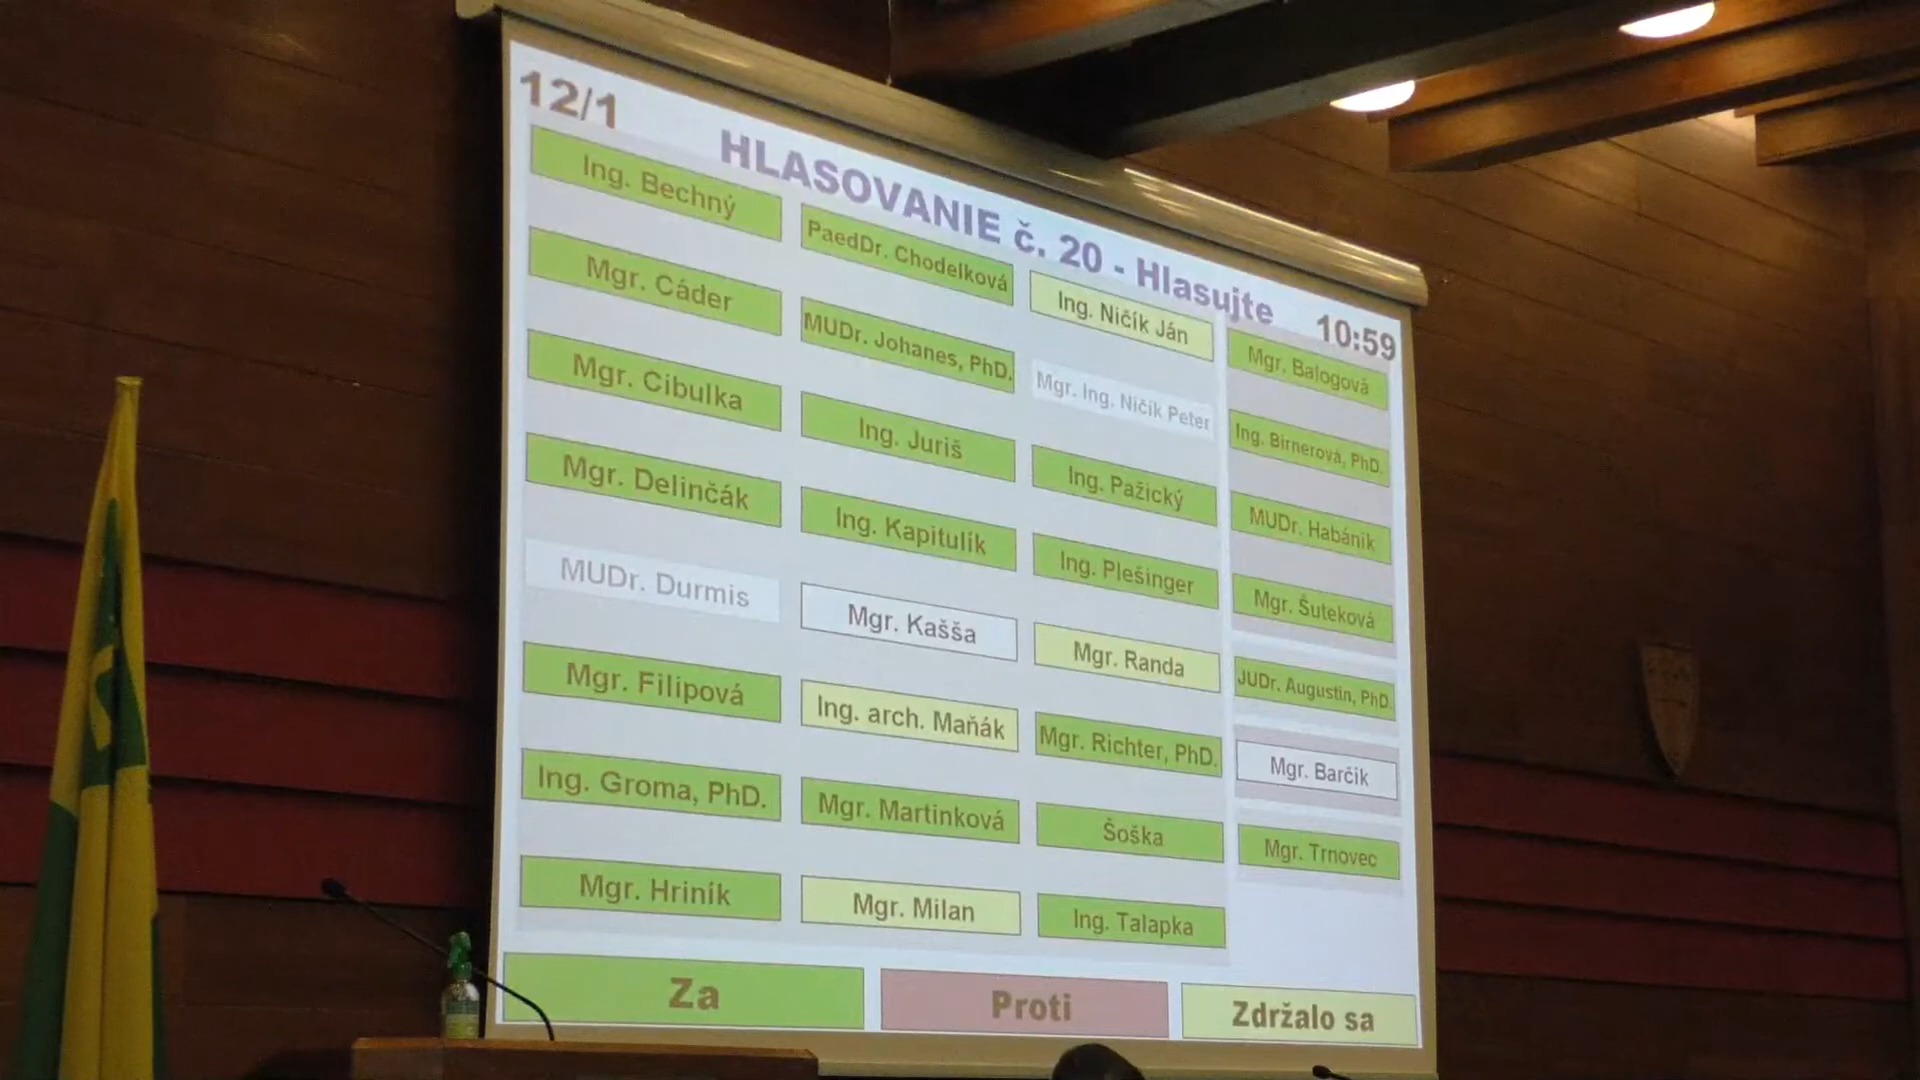 12/1
HLASOVANIE č. 20 - Hlasujte
10:59
Ing. Bechný
Mgr. Cáder
Mgr. Cibulka
Mgr. Delinčák
MUDr. Durmis
Mgr. Filipová
Ing. Groma, PhD.
Mgr. Hriník
PaedDr. Chodelková
MUDr. Johanes, PhD.
Ing. Juriš
Ing. Kapitulík
Mgr. Kašša
Ing. arch. Maňák
Mgr. Martinková
Mgr. Milan
Ing. Ničík Ján
Mgr. Ing. Ničík Peter
Ing. Pažický
Ing. Plešinger
Mgr. Randa
Mgr. Richter, PhD.
Šoška
Ing. Talapka
Mgr. Balogová
Ing. Birnerová, PhD.
MUDr. Habánik
Mgr. Šuteková
JUDr. Augustín, PhD.
Mgr. Barčík
Mgr. Trnovec
Za
Proti
Zdržalo sa